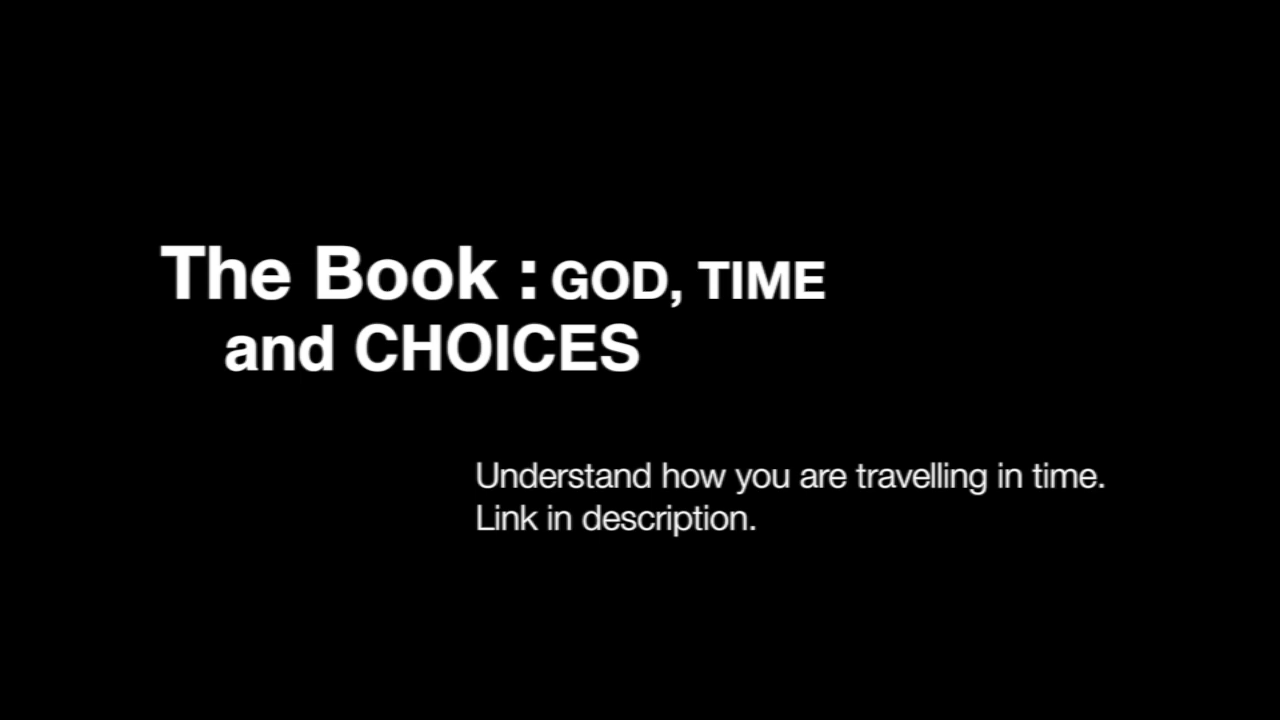 The Book : GOD, TIME
and CHOICES
Understand how you are travelling in time.
Link in description.